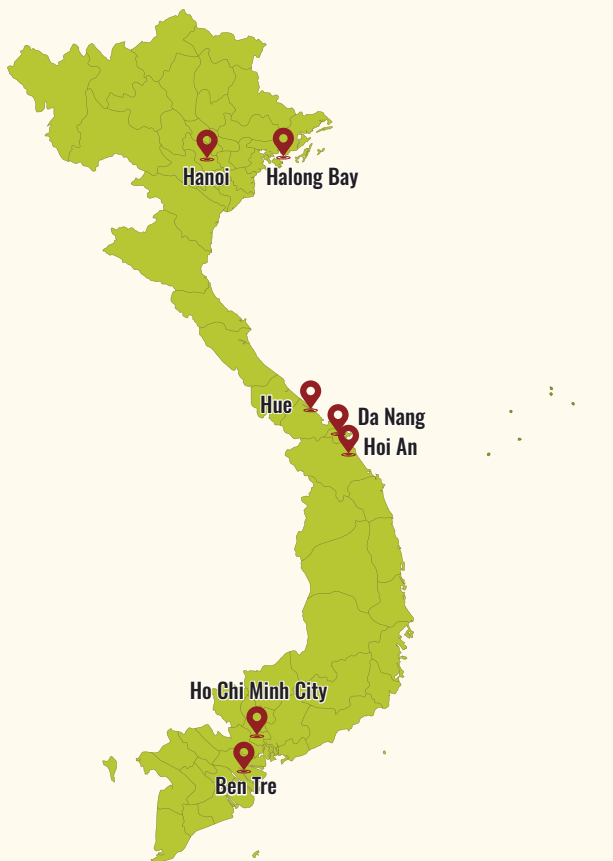 Hanoi
Halong Bay
Hue
Da Nang
Hoi An
Ho Chi Minh City
Ben Tre